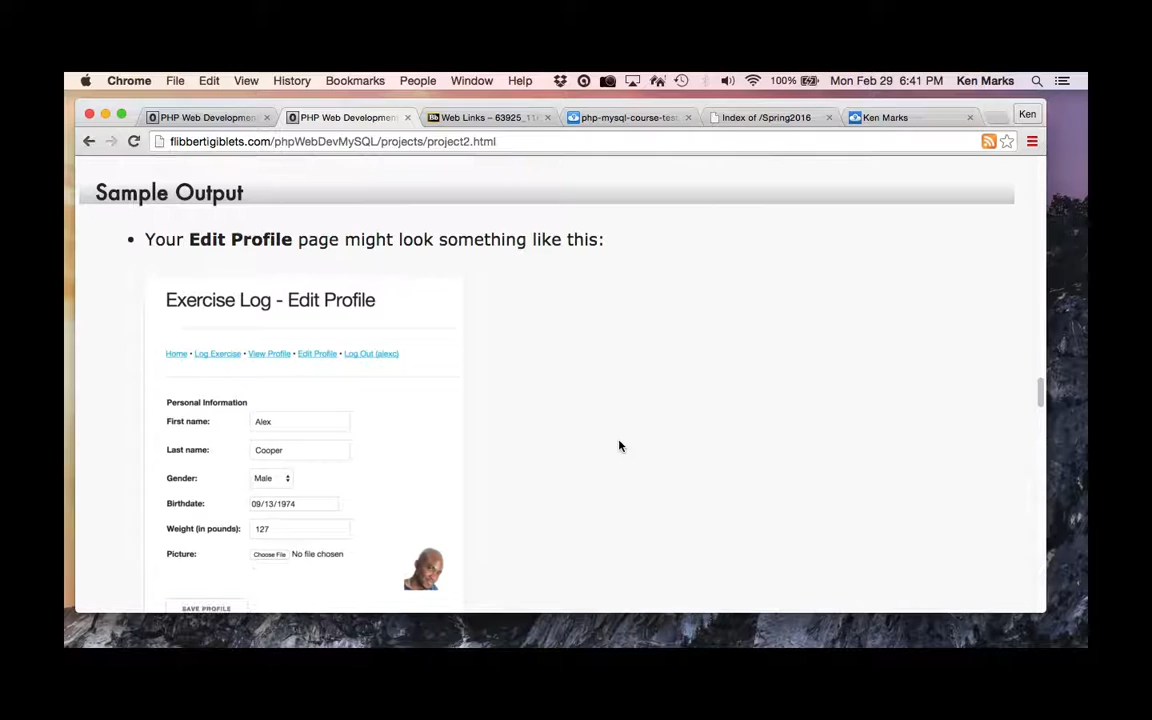 Chrome File Edit View History Bookmarks People Window Help 100% Mon Feb 29 6:41 PM Ken Marks
PHP Web Developmen PHP Web Developmen Web Links – 63925_11 php-mysql-course-test Index of /Spring2016 Ken Marks Ken
flibbertigiblets.com/phpWebDevMySQL/projects/project2.html
Sample Output
• Your Edit Profile page might look something like this:
Exercise Log - Edit Profile
Home • Log Exercise • View Profile • Edit Profile • Log Out (alexc)
Personal Information
First name: Alex
Last name: Cooper
Gender: Male
Birthdate: 09/13/1974
Weight (in pounds): 127
Picture: Choose File No file chosen
SAVE PROFILE